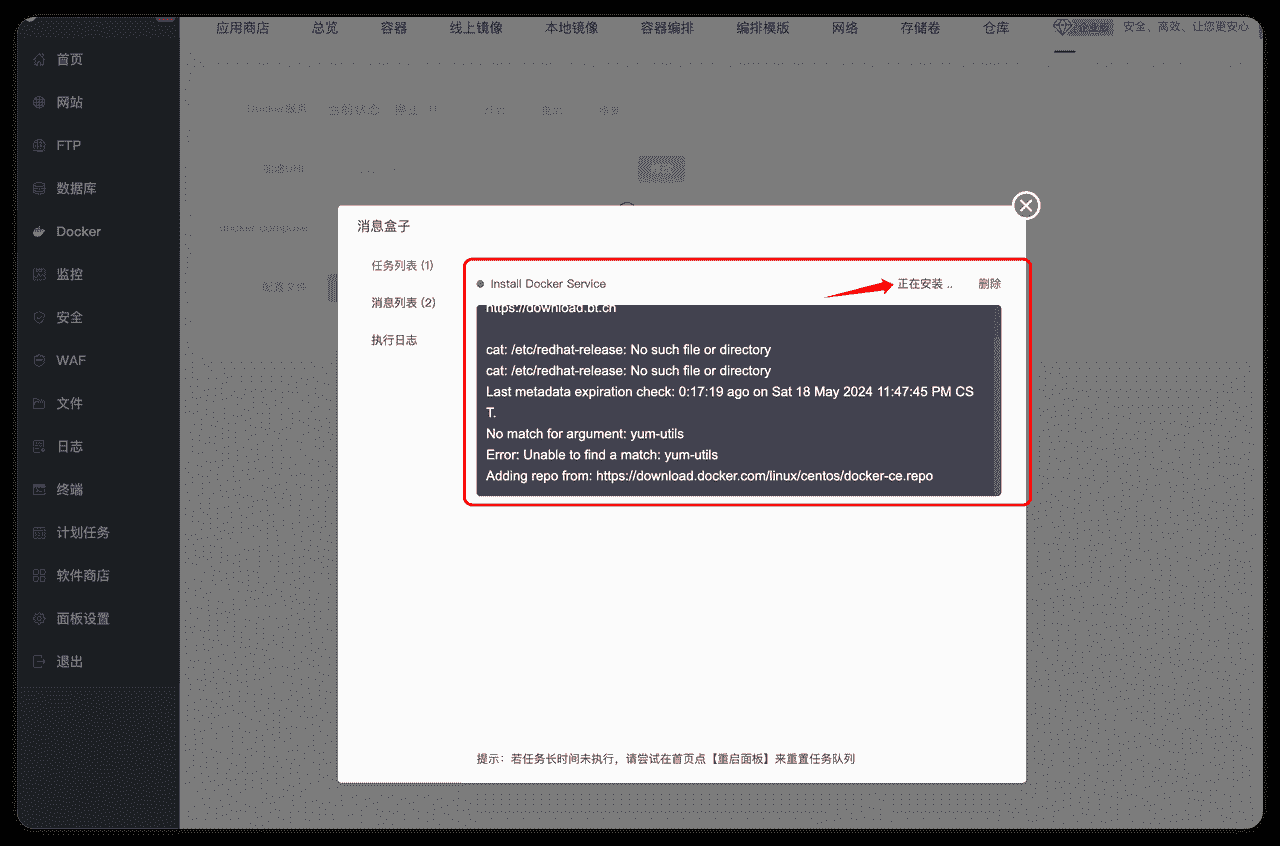 应用商店 总览 容器 线上镜像 本地镜像 容器编排 编排模版 网络 存储卷 仓库 安全、高效、让您更安心
首页
网站
FTP
数据库
Docker
监控
安全
WAF
文件
日志
终端
计划任务
软件商店
面板设置
退出
当前状态
消息盒子
任务列表 (1)
消息列表 (2)
执行日志
Install Docker Service 正在安装 .. 删除
https://download.bt.cn
cat: /etc/redhat-release: No such file or directory
cat: /etc/redhat-release: No such file or directory
Last metadata expiration check: 0:17:19 ago on Sat 18 May 2024 11:47:45 PM CS
T.
No match for argument: yum-utils
Error: Unable to find a match: yum-utils
Adding repo from: https://download.docker.com/linux/centos/docker-ce.repo
提示：若任务长时间未执行，请尝试在首页点【重启面板】来重置任务队列